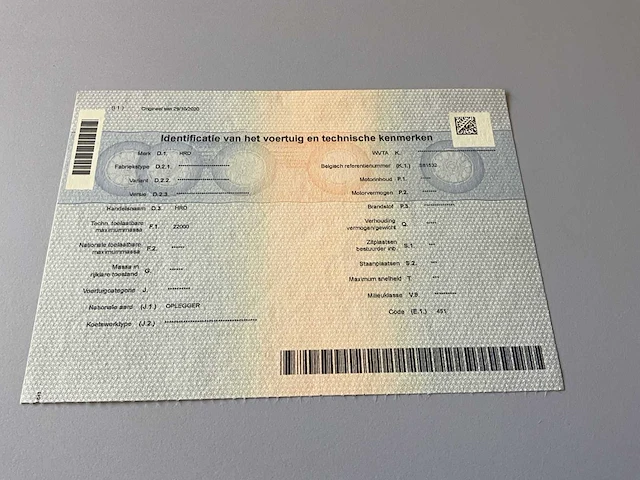 Origineel van 29/10/2020
Identificatie van het voertuig en technische kenmerken
Merk D.1. HRD
Fabriekstype D.2.1. ****************
Variant D.2.2. ****************
Versie D.2.3. ***********************
Handelsnaam D.3. HRD
Techn. toelaatbare maximummassa F.1. 22000
Nationale toelaatbare maximummassa F.2. ****
Massa in rijklare toestand G. *******
Voertuigcategorie J. *******
Nationale aard (J.1.) OPLEGGER
Koetswerktype (J.2.) *****************************
WVTA K.
Belgisch referentienummer (K.1.)
Motorinhoud P.1. ****
Motorvermogen P.2. ****
Brandstof P.3. *************
Verhouding vermogen/gewicht Q. ***
Zitplaatsen bestuurder inb. S.1. ***
Staanplaatsen S.2. ***
Maximum snelheid T. ***
Milieuklasse V.9. *********
Code (E.1.) 451